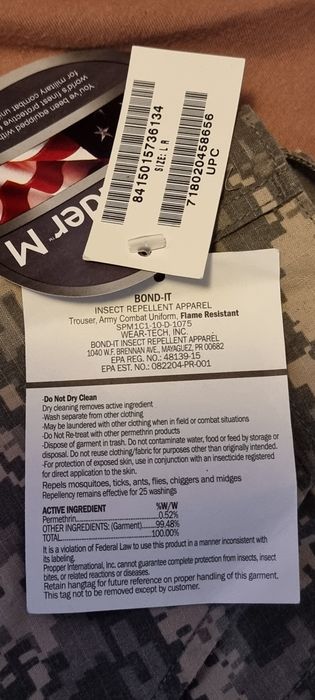 You've been equipped with
world's finest protective
for military combat uni
der M
8415015736134
SIZE: L R
718020458656
UPC
BOND-IT
INSECT REPELLENT APPAREL
Trouser, Army Combat Uniform, Flame Resistant
SPM1C1-10-D-1075
WEAR-TECH, INC.
BOND-IT INSECT REPELLENT APPAREL
1040 W.F. BRENNAN AVE., MAYAGUEZ, PR 00682
EPA REG. NO.: 48139-15
EPA EST. NO.: 082204-PR-001
-Do Not Dry Clean
Dry cleaning removes active ingredient
-Wash separate from other clothing
-May be laundered with other clothing when in field or combat situations
-Do Not Re-treat with other permethrin products
-Dispose of garment in trash. Do not contaminate water, food or feed by storage or
disposal. Do not reuse clothing/fabric for purposes other than originally intended.
-For protection of exposed skin, use in conjunction with an insecticide registered
for direct application to the skin.
Repels mosquitoes, ticks, ants, flies, chiggers and midges
Repellency remains effective for 25 washings
ACTIVE INGREDIENT %W/W
Permethrin 0.52%
OTHER INGREDIENTS: (Garment) 99.48%
TOTAL 100.00%
It is a violation of Federal Law to use this product in a manner inconsistent with
its labeling.
Propper International, Inc. cannot guarantee complete protection from insects, insect
bites, or related reactions or diseases.
Retain hangtag for future reference on proper handling of this garment.
This tag not to be removed except by customer.